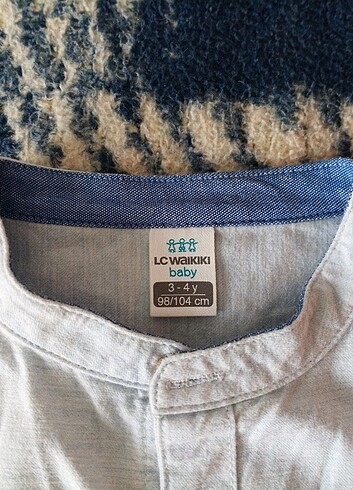 LC WAIKIKI
baby
3 - 4 y
98/104 cm